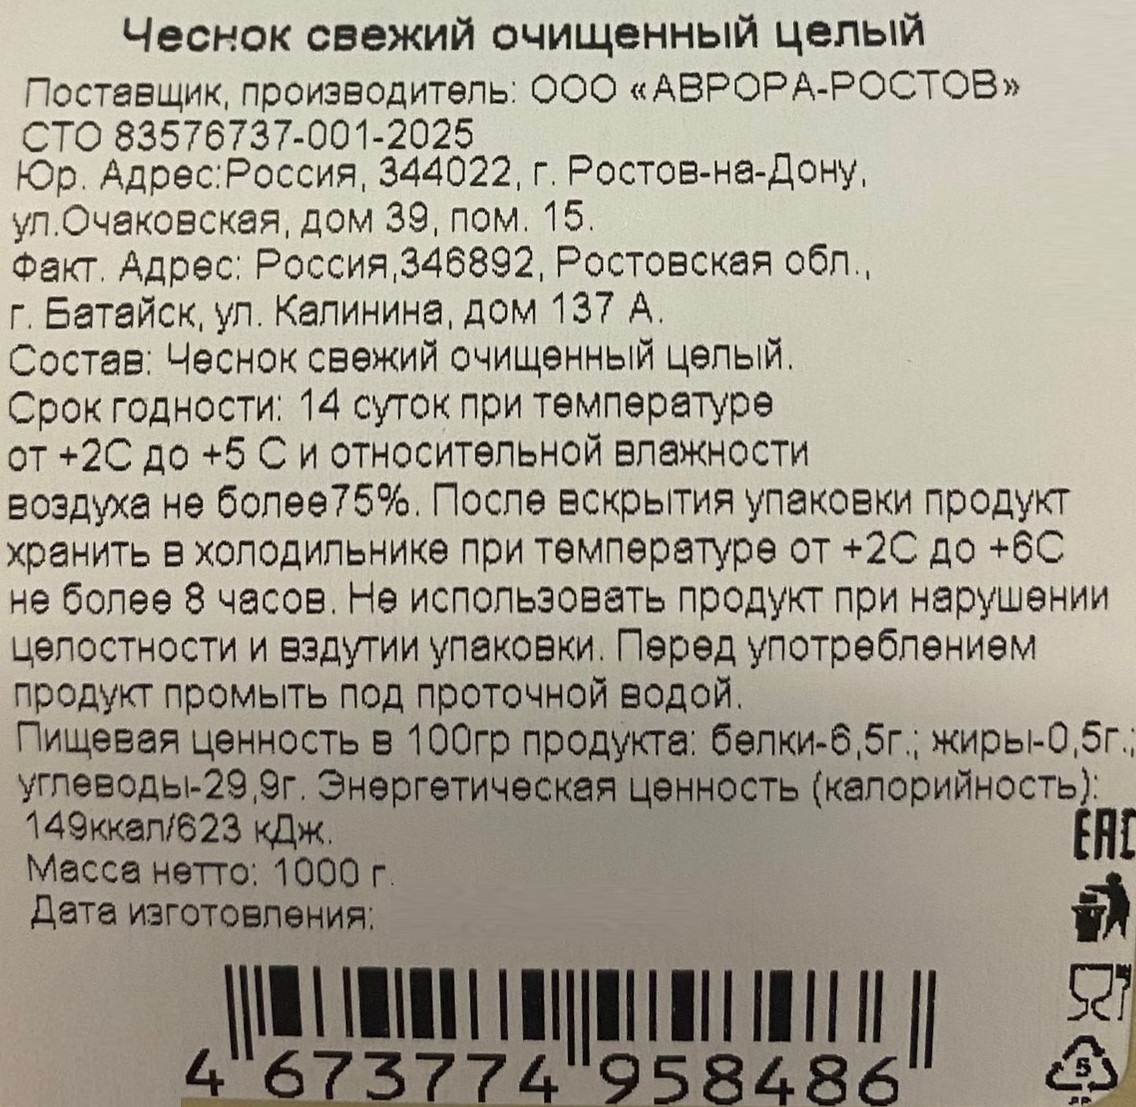 Чеснок свежий очищенный целый
Поставщик, производитель: ООО «АВРОРА-РОСТОВ»
СТО 83576737-001-2025
Юр. Адрес:Россия, 344022, г. Ростов-на-Дону,
ул.Очаковская, дом 39, пом. 15.
Факт. Адрес: Россия,346892, Ростовская обл.,
г. Батайск, ул. Калинина, дом 137 А.
Состав: Чеснок свежий очищенный целый.
Срок годности: 14 суток при температуре
от +2С до +5 С и относительной влажности
воздуха не более75%. После вскрытия упаковки продукт
хранить в холодильнике при температуре от +2С до +6С
не более 8 часов. Не использовать продукт при нарушении
целостности и вздутии упаковки. Перед употреблением
продукт промыть под проточной водой.
Пищевая ценность в 100гр продукта: белки-6,5г.; жиры-0,5г.;
углеводы-29,9г. Энергетическая ценность (калорийность):
149ккал/623 кДж.
Масса нетто: 1000 г.
Дата изготовления:
EAC
5
PP
4 673774 958486